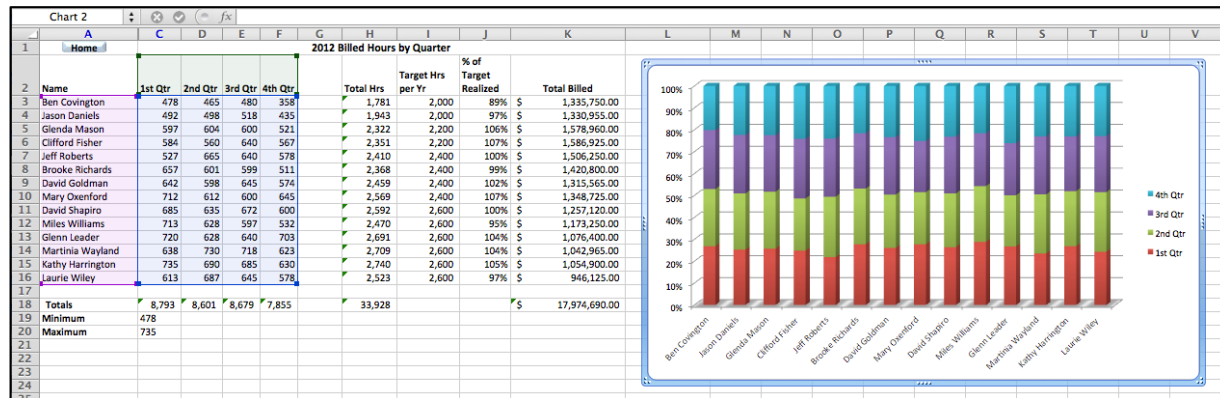 Chart 2 fx
A C D E F G H I J K L M N O P Q R S T U V
1 Home 2012 Billed Hours by Quarter
% of
Target Hrs Target
2 Name 1st Qtr 2nd Qtr 3rd Qtr 4th Qtr Total Hrs per Yr Realized Total Billed
3 Ben Covington 478 465 480 358 1,781 2,000 89% $ 1,335,750.00
4 Jason Daniels 492 498 518 435 1,943 2,000 97% $ 1,330,955.00
5 Glenda Mason 597 604 600 521 2,322 2,200 106% $ 1,578,960.00
6 Clifford Fisher 584 560 640 567 2,351 2,200 107% $ 1,586,925.00
7 Jeff Roberts 527 665 640 578 2,410 2,400 100% $ 1,506,250.00
8 Brooke Richards 657 601 599 511 2,368 2,400 99% $ 1,420,800.00
9 David Goldman 642 598 645 574 2,459 2,400 102% $ 1,315,565.00
10 Mary Oxenford 712 612 600 645 2,569 2,400 107% $ 1,348,725.00
11 David Shapiro 685 635 672 600 2,592 2,600 100% $ 1,257,120.00
12 Miles Williams 713 628 597 532 2,470 2,600 95% $ 1,173,250.00
13 Glenn Leader 720 628 640 703 2,691 2,600 104% $ 1,076,400.00
14 Martinia Wayland 638 730 718 623 2,709 2,600 104% $ 1,042,965.00
15 Kathy Harrington 735 690 685 630 2,740 2,600 105% $ 1,054,900.00
16 Laurie Wiley 613 687 645 578 2,523 2,600 97% $ 946,125.00
17
18 Totals 8,793 8,601 8,679 7,855 33,928 $ 17,974,690.00
19 Minimum 478
20 Maximum 735
21
22
23
24
100%
90%
80%
70%
60%
50%
40%
30%
20%
10%
0%
Ben Covington
Jason Daniels
Glenda Mason
Clifford Fisher
Jeff Roberts
Brooke Richards
David Goldman
Mary Oxenford
David Shapiro
Miles Williams
Glenn Leader
Martinia Wayland
Kathy Harrington
Laurie Wiley
4th Qtr
3rd Qtr
2nd Qtr
1st Qtr